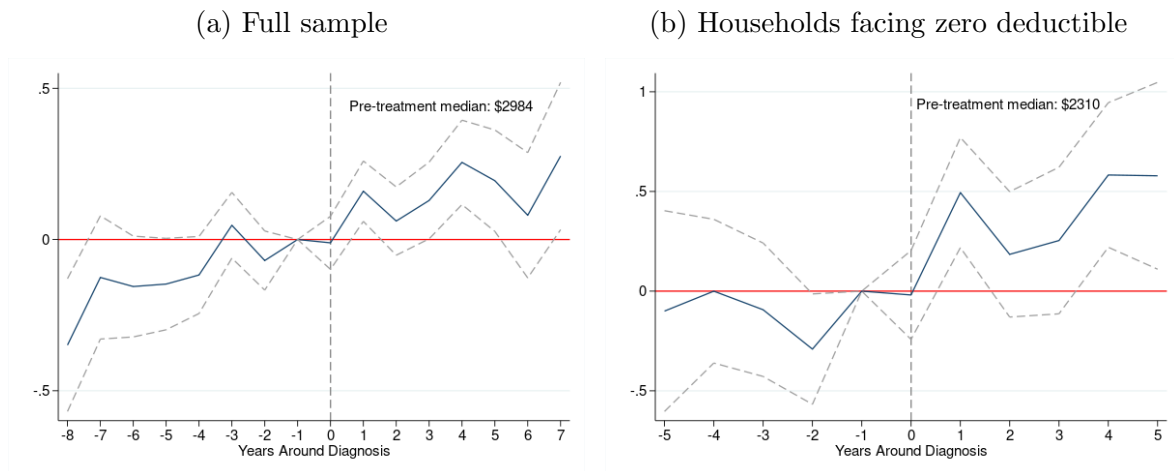 (a) Full sample
.5
0
-.5
Pre-treatment median: $2984
-8 -7 -6 -5 -4 -3 -2 -1 0 1 2 3 4 5 6 7
Years Around Diagnosis
(b) Households facing zero deductible
1
.5
0
-.5
Pre-treatment median: $2310
-5 -4 -3 -2 -1 0 1 2 3 4 5
Years Around Diagnosis